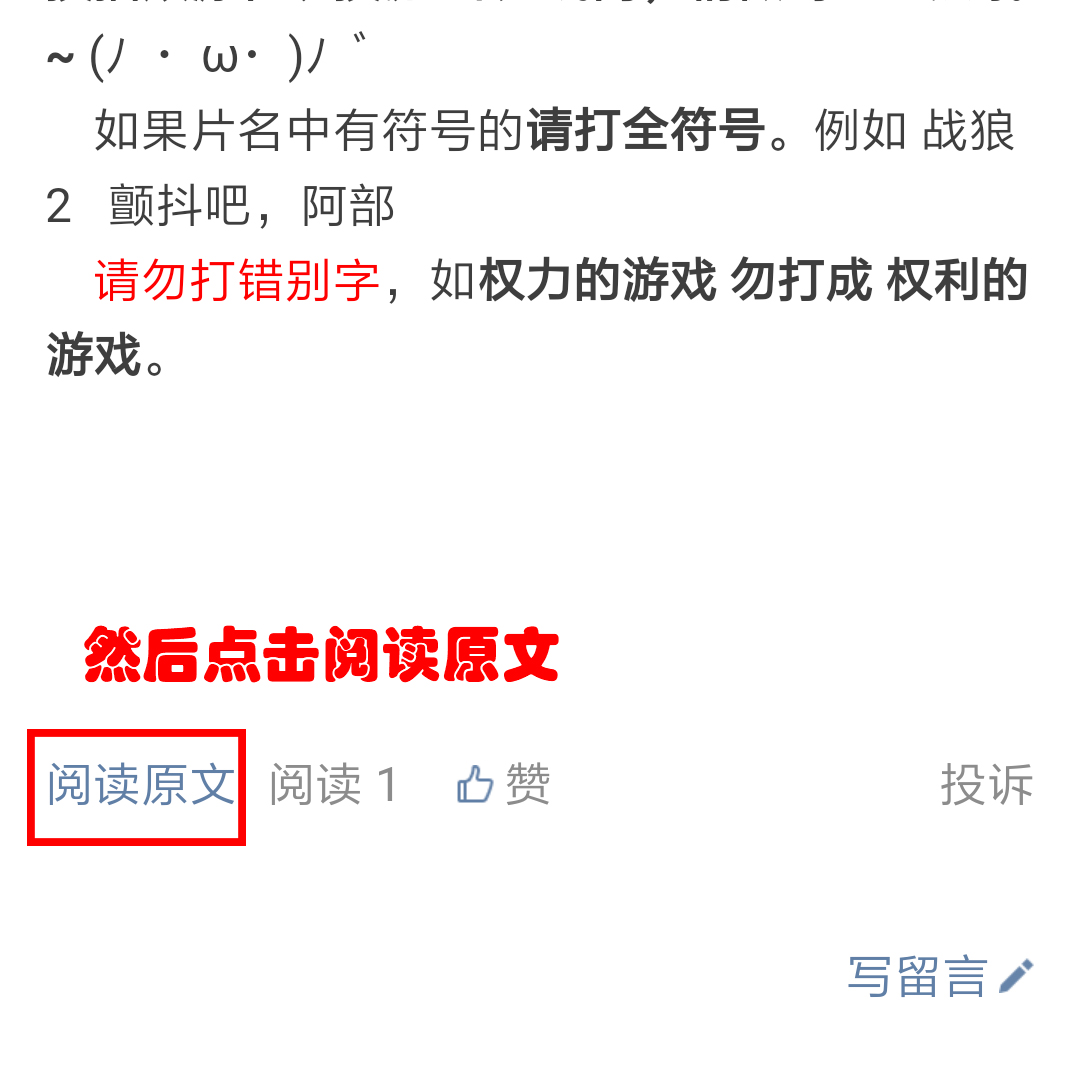 ~ (ﾉ ・ ω・ )ﾉ ゛
如果片名中有符号的请打全符号。例如 战狼
2 颤抖吧，阿部
请勿打错别字，如权力的游戏 勿打成 权利的
游戏。
然后点击阅读原文
阅读原文 阅读 1 赞 投诉
写留言